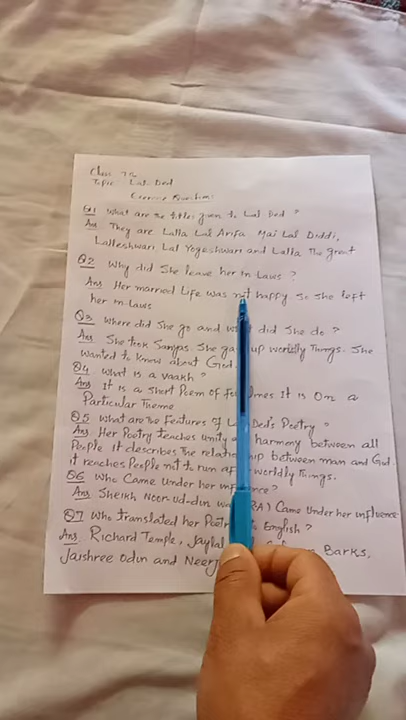 Class 7th
Topic Lal Ded
Exercise Question:
Q1 What are the titles given to Lal Ded ?
Ans They are Lalla Lal Arifa Mai Lal Diddi,
Lalleshwari Lal Yogeshwari and Lalla The great
Q2 Why did She leave her in-Laws ?
Ans Her married Life was not happy So She left
her in-Laws
Q3 Where did She go and did She do ?
Ans She took Sanyas. She up worldly Things. She
wanted to know about God.
Q4 What is a vaakh ?
Ans It is a Short Poem of It is On a
Particular Theme
Q5 What are the Features of Ded's Poetry ?
Ans Her Poetry teaches unity harmony between all
People It describes the between man and God
it teaches People not to run worldly Things.
Q6 Who Came Under her
Ans Sheikh Noor-ud-din (RA) Came Under her influence
Q7 Who translated her English ?
Ans. Richard Temple, Barks,
Jaishree Odin and